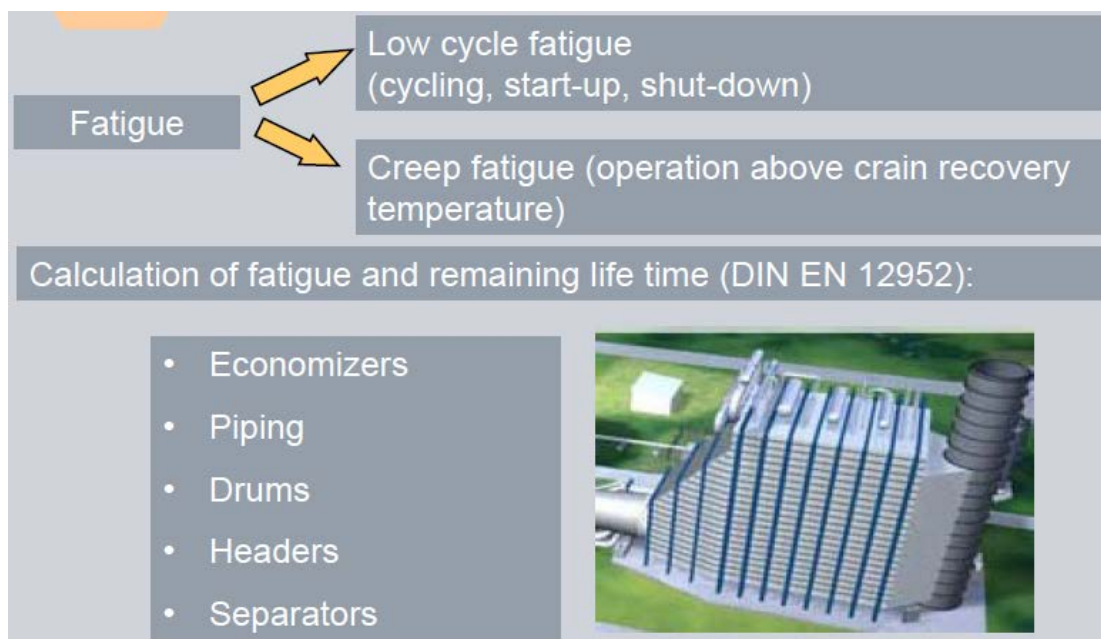 Low cycle fatigue
(cycling, start-up, shut-down)
Fatigue
Creep fatigue (operation above crain recovery
temperature)
Calculation of fatigue and remaining life time (DIN EN 12952):
• Economizers
• Piping
• Drums
• Headers
• Separators